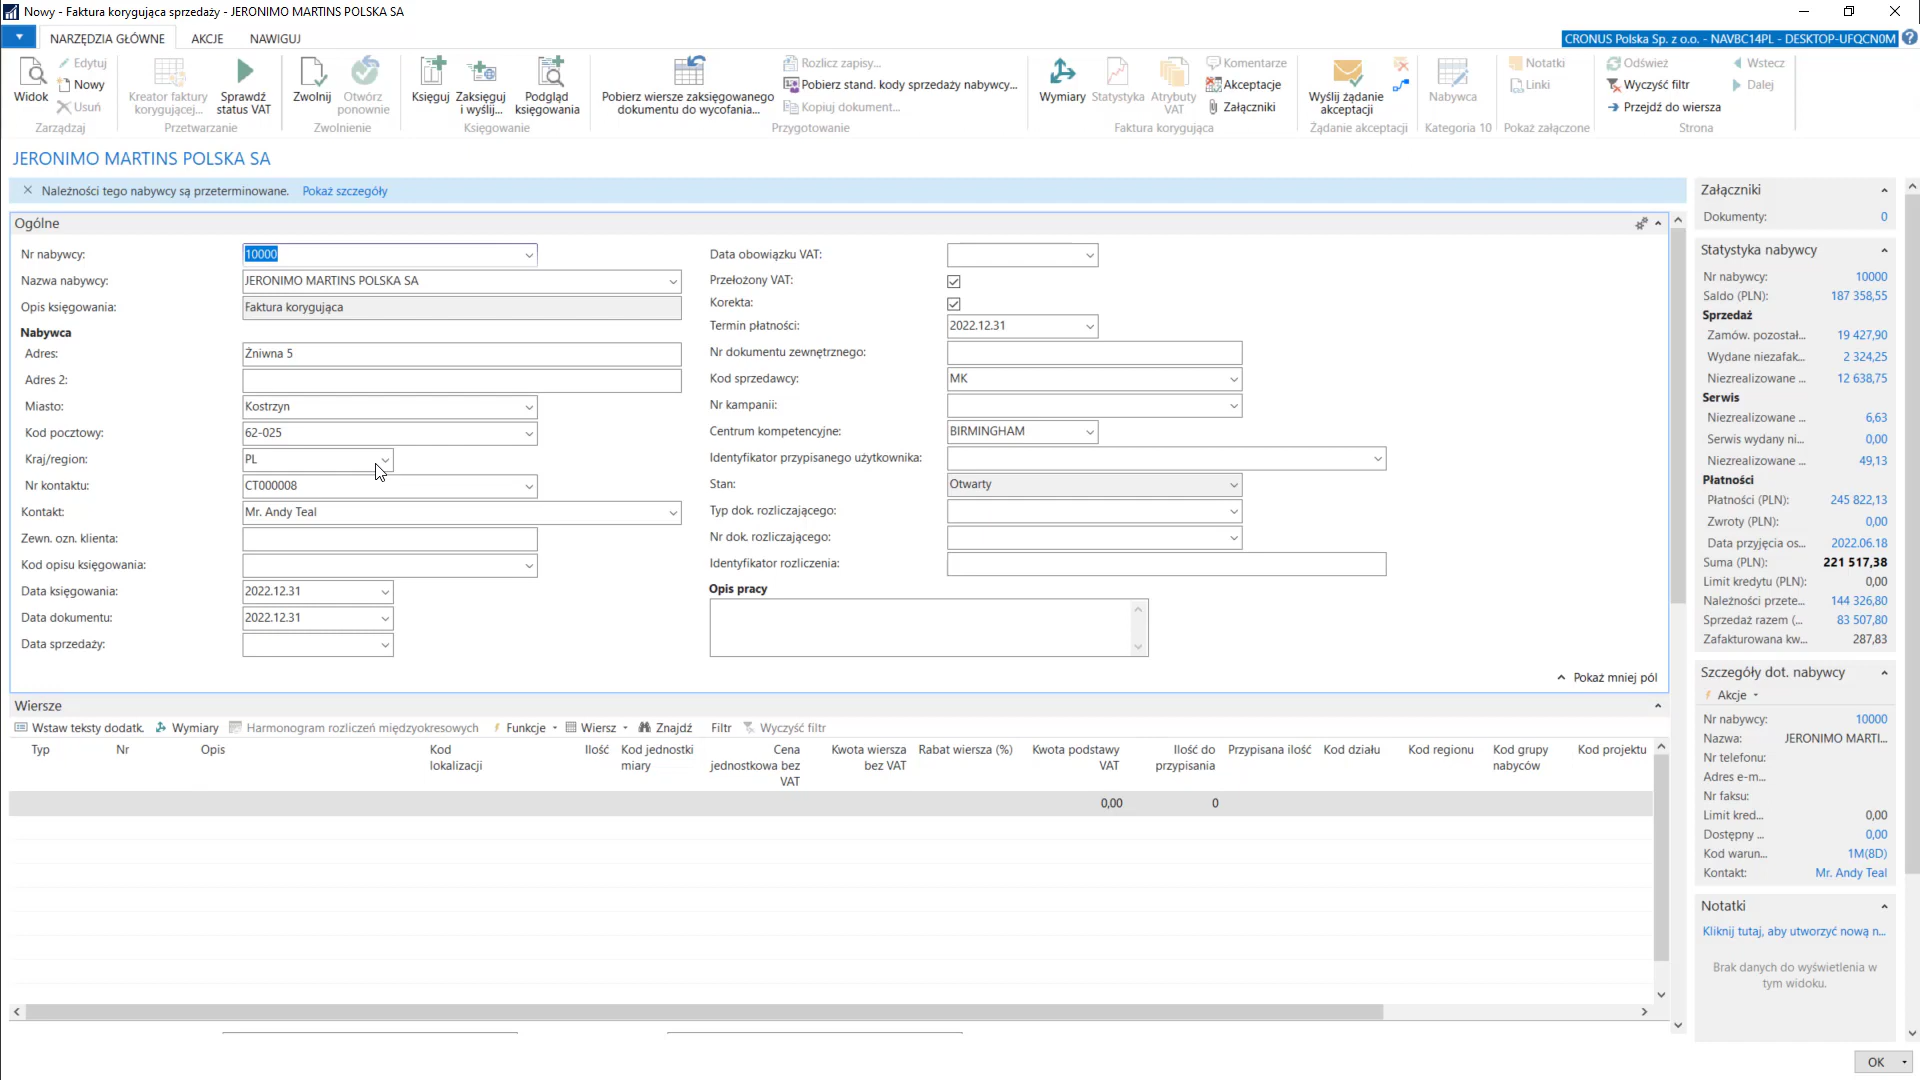 Nowy - Faktura korygująca sprzedaży - JERONIMO MARTINS POLSKA SA
NARZĘDZIA GŁÓWNE AKCJE NAWIGUJ
CRONUS Polska Sp. z o.o. - NAVBC14PL - DESKTOP-UFQCN0M
Widok
Edytuj
Nowy
Usuń
Zarządzaj
Kreator faktury korygującej...
Sprawdź status VAT
Przetwarzanie
Zwolnij
Otwórz ponownie
Zwolnienie
Księguj
Zaksięguj i wyślij...
Podgląd księgowania
Księgowanie
Pobierz wiersze zaksięgowanego dokumentu do wycofania...
Rozlicz zapisy...
Pobierz stand. kody sprzedaży nabywcy...
Kopiuj dokument...
Przygotowanie
Wymiary
Statystyka
Atrybuty VAT
Komentarze
Akceptacje
Załączniki
Faktura korygująca
Wyślij żądanie akceptacji
Żądanie akceptacji
Nabywca
Kategoria 10
Notatki
Linki
Pokaż załączone
Odśwież
Wyczyść filtr
Przejdź do wiersza
Wstecz
Dalej
Strona
JERONIMO MARTINS POLSKA SA
Należności tego nabywcy są przeterminowane. Pokaż szczegóły
Ogólne
Nr nabywcy: 10000
Nazwa nabywcy: JERONIMO MARTINS POLSKA SA
Opis księgowania: Faktura korygująca
Nabywca
Adres: Żniwna 5
Adres 2:
Miasto: Kostrzyn
Kod pocztowy: 62-025
Kraj/region: PL
Nr kontaktu: CT000008
Kontakt: Mr. Andy Teal
Zewn. ozn. klienta:
Kod opisu księgowania:
Data księgowania: 2022.12.31
Data dokumentu: 2022.12.31
Data sprzedaży:
Data obowiązku VAT:
Przełożony VAT:
Korekta:
Termin płatności: 2022.12.31
Nr dokumentu zewnętrznego:
Kod sprzedawcy: MK
Nr kampanii:
Centrum kompetencyjne: BIRMINGHAM
Identyfikator przypisanego użytkownika:
Stan: Otwarty
Typ dok. rozliczającego:
Nr dok. rozliczającego:
Identyfikator rozliczenia:
Opis pracy
Pokaż mniej pól
Wiersze
Wstaw teksty dodatk. Wymiary Harmonogram rozliczeń międzyokresowych Funkcje Wiersz Znajdź Filtr Wyczyść filtr
Typ
Nr
Opis
Kod lokalizacji
Ilość
Kod jednostki miary
Cena jednostkowa bez VAT
Kwota wiersza bez VAT
Rabat wiersza (%)
Kwota podstawy VAT
Ilość do przypisania
Przypisana ilość
Kod działu
Kod regionu
Kod grupy nabywców
Kod projektu
0,00 0
Załączniki
Dokumenty: 0
Statystyka nabywcy
Nr nabywcy: 10000
Saldo (PLN): 187 358,55
Sprzedaż
Zamów. pozostał... 19 427,90
Wydane niezafak... 2 324,25
Niezrealizowane ... 12 638,75
Serwis
Niezrealizowane ... 6,63
Serwis wydany ni... 0,00
Niezrealizowane ... 49,13
Płatności
Płatności (PLN): 245 822,13
Zwroty (PLN): 0,00
Data przyjęcia os... 2022.06.18
Suma (PLN): 221 517,38
Limit kredytu (PLN): 0,00
Należności przete... 144 326,80
Sprzedaż razem (... 83 507,80
Zafakturowana kw... 287,83
Szczegóły dot. nabywcy
Akcje
Nr nabywcy: 10000
Nazwa: JERONIMO MARTI...
Nr telefonu:
Adres e-m...
Nr faksu:
Limit kred... 0,00
Dostępny ... 0,00
Kod warun... 1M(8D)
Kontakt: Mr. Andy Teal
Notatki
Kliknij tutaj, aby utworzyć nową n...
Brak danych do wyświetlenia w tym widoku.
OK